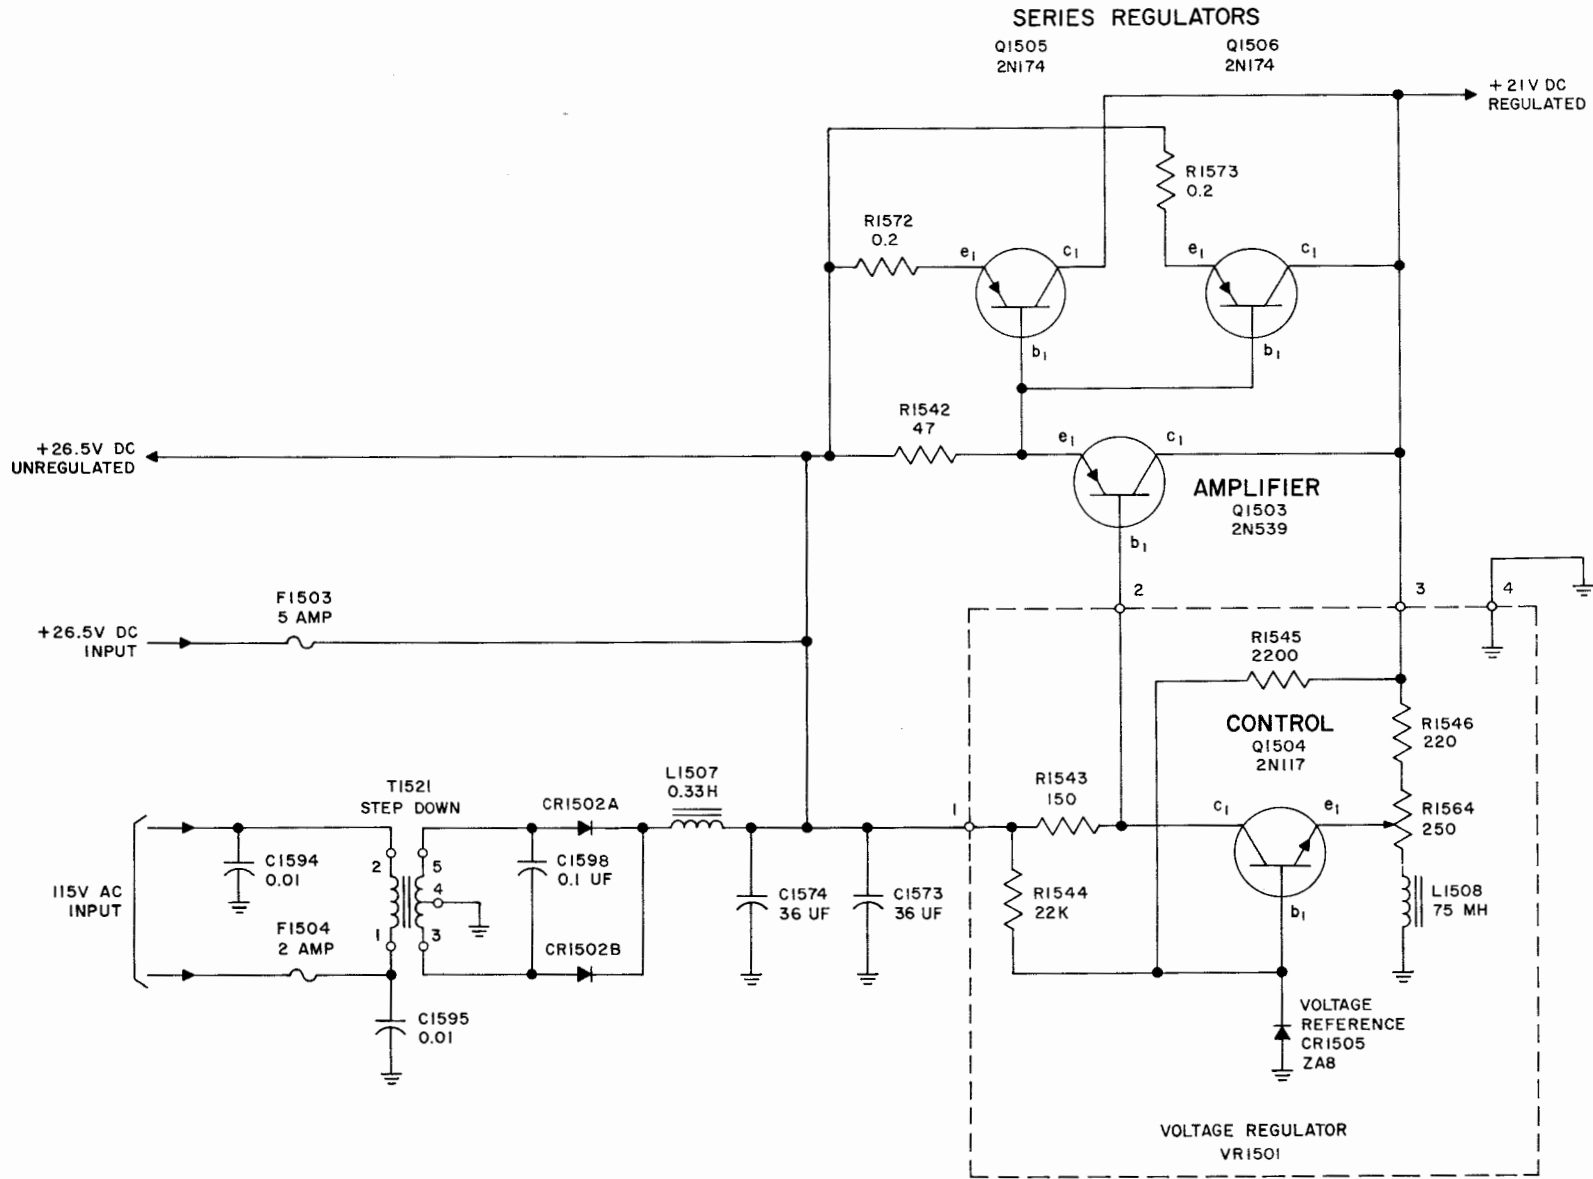 SERIES REGULATORS
Q1505
2N174
Q1506
2N174
+21V DC
REGULATED
R1573
0.2
R1572
0.2
e1
c1
e1
c1
b1
b1
R1542
47
+26.5V DC
UNREGULATED
e1
c1
AMPLIFIER
Q1503
2N539
b1
2
3
4
F1503
5 AMP
+26.5V DC
INPUT
R1545
2200
CONTROL
Q1504
2N117
R1546
220
T1521
STEP DOWN
CR1502A
L1507
0.33H
1
R1543
150
c1
e1
R1564
250
115V AC
INPUT
C1594
0.01
2
5
4
1
3
C1598
0.1 UF
C1574
36 UF
C1573
36 UF
R1544
22K
b1
L1508
75 MH
F1504
2 AMP
CR1502B
C1595
0.01
VOLTAGE
REFERENCE
CR1505
ZA8
VOLTAGE REGULATOR
VR1501